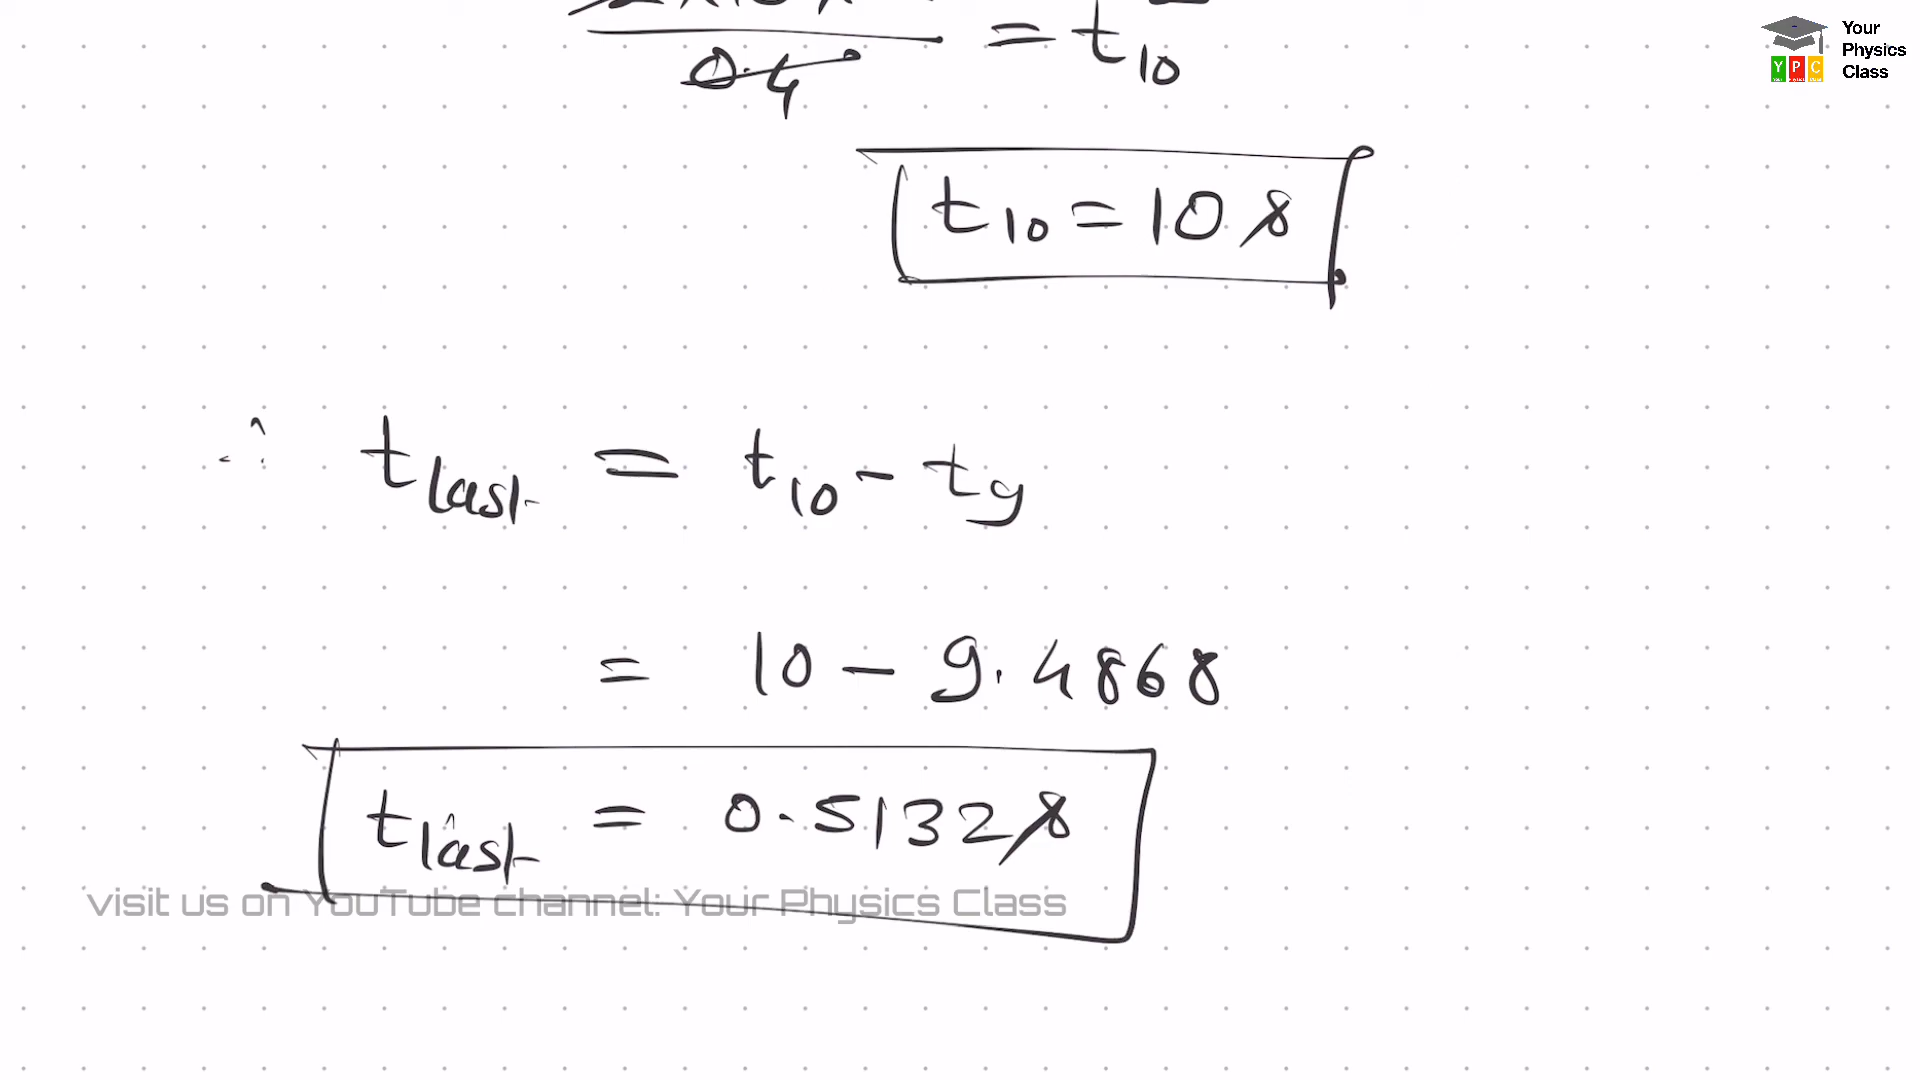 Your
Physics
Class
Y P C
0.4 = t10
t10 = 10 s
∴ tlast = t10 - t9
= 10 - 9.4868
tlast = 0.5132 s
visit us on YouTube channel: Your Physics Class